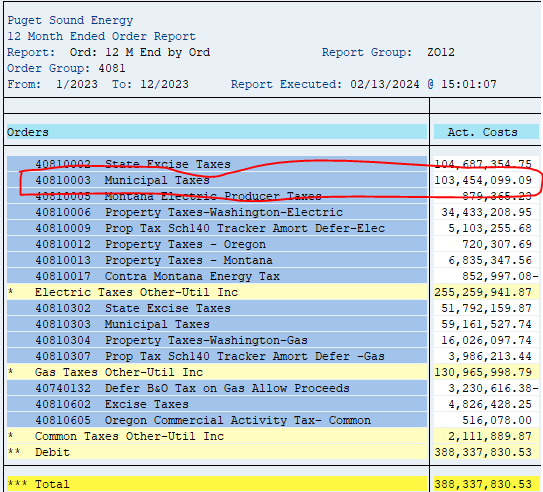 Puget Sound Energy
12 Month Ended Order Report
Report: Ord: 12 M End by Ord Report Group: ZO12
Order Group: 4081
From: 1/2023 To: 12/2023 Report Executed: 02/13/2024 @ 15:01:07
Orders Act. Costs
40810002 State Excise Taxes 104,687,354.75
40810003 Municipal Taxes 103,454,099.09
40810005 Montana Electric Producer Taxes 879,365.23
40810006 Property Taxes-Washington-Electric 34,433,208.95
40810009 Prop Tax Sch140 Tracker Amort Defer-Elec 5,103,255.68
40810012 Property Taxes - Oregon 720,307.69
40810013 Property Taxes - Montana 6,835,347.56
40810017 Contra Montana Energy Tax 852,997.08-
* Electric Taxes Other-Util Inc 255,259,941.87
40810302 State Excise Taxes 51,792,159.87
40810303 Municipal Taxes 59,161,527.74
40810304 Property Taxes-Washington-Gas 16,026,097.74
40810307 Prop Tax Sch140 Tracker Amort Defer -Gas 3,986,213.44
* Gas Taxes Other-Util Inc 130,965,998.79
40740132 Defer B&O Tax on Gas Allow Proceeds 3,230,616.38-
40810602 Excise Taxes 4,826,428.25
40810605 Oregon Commercial Activity Tax- Common 516,078.00
* Common Taxes Other-Util Inc 2,111,889.87
** Debit 388,337,830.53
*** Total 388,337,830.53